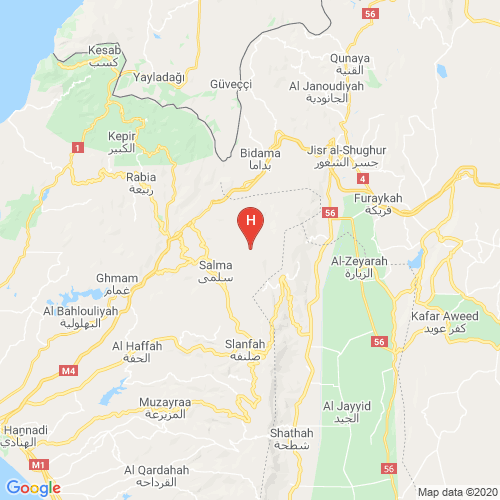 56
Kesab
كسب
Qunaya
القنية
Yayladağı
Güveççi
Al Janoudiyah
الجانودية
Kepir
الكبير
1
Bidama
بداما
Jisr al-Shughur
جسر الشغور
Rabia
ربيعة
4
Furaykah
فريكة
56
H
Salma
سلمى
Al-Zeyarah
الزيارة
Ghmam
غمام
Al Bahlouliyah
البهلولية
Kafar Aweed
كفر عويد
Al Haffah
الحفة
Slanfah
صلنفة
56
M4
Muzayraa
المزيرعة
Al Jayyid
الجيد
Hannadi
الهنادي
Shathah
شطحة
M1
Al Qardahah
القرداحة
56
Google
Map data ©2020